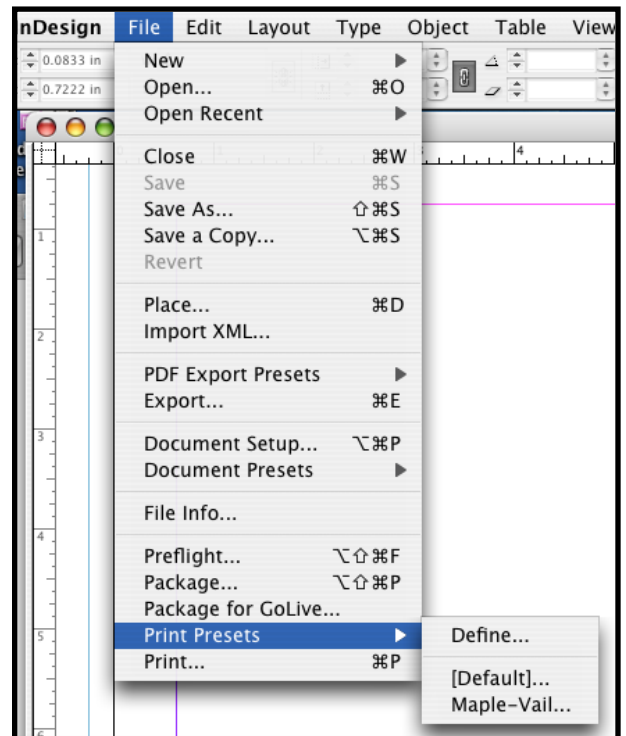 nDesign File Edit Layout Type Object Table View
0.0833 in
0.7222 in
New
Open... ⌘O
Open Recent
Close ⌘W
Save ⌘S
Save As... ⇧⌘S
Save a Copy... ⌥⌘S
Revert
Place... ⌘D
Import XML...
PDF Export Presets
Export... ⌘E
Document Setup... ⌥⌘P
Document Presets
File Info...
Preflight... ⌥⇧⌘F
Package... ⌥⇧⌘P
Package for GoLive...
Print Presets
Print... ⌘P
Define...
[Default]...
Maple-Vail...
4
1
2
3
4
5
6